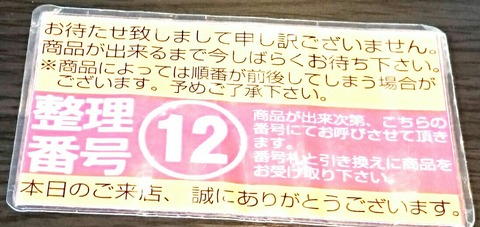 お待たせ致しまして申し訳ございません。
商品が出来るまで今しばらくお待ち下さい。
※商品によっては順番が前後してしまう場合が
ございます。予めご了承下さい。
整理
番号
12
商品が出来次第、こちらの
番号にてお呼びさせて頂き
ます。
番号札と引き換えに商品を
お受け取り下さい。
本日のご来店、誠にありがとうございます。